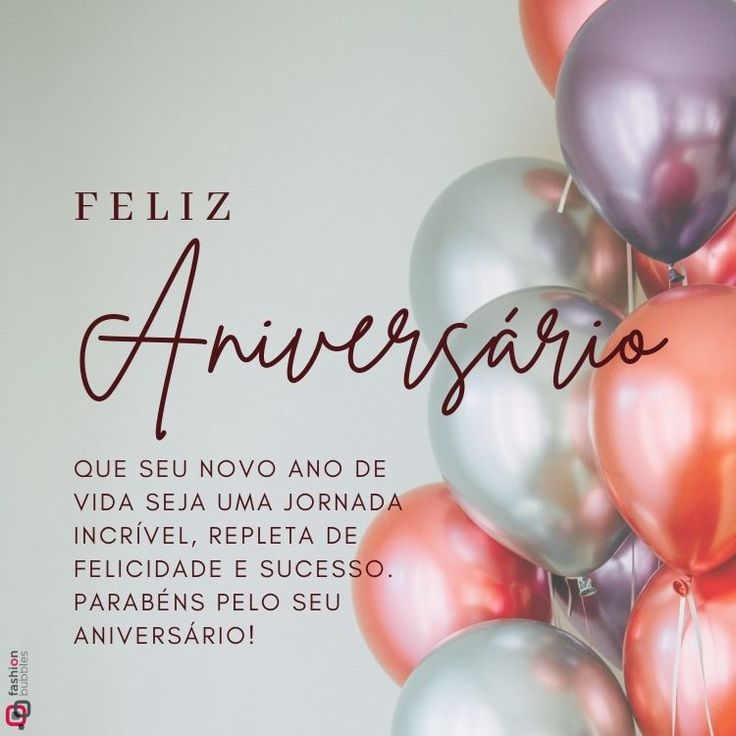 FELIZ
Aniversário
QUE SEU NOVO ANO DE
VIDA SEJA UMA JORNADA
INCRÍVEL, REPLETA DE
FELICIDADE E SUCESSO.
PARABÉNS PELO SEU
ANIVERSÁRIO!
fashion
bubbles